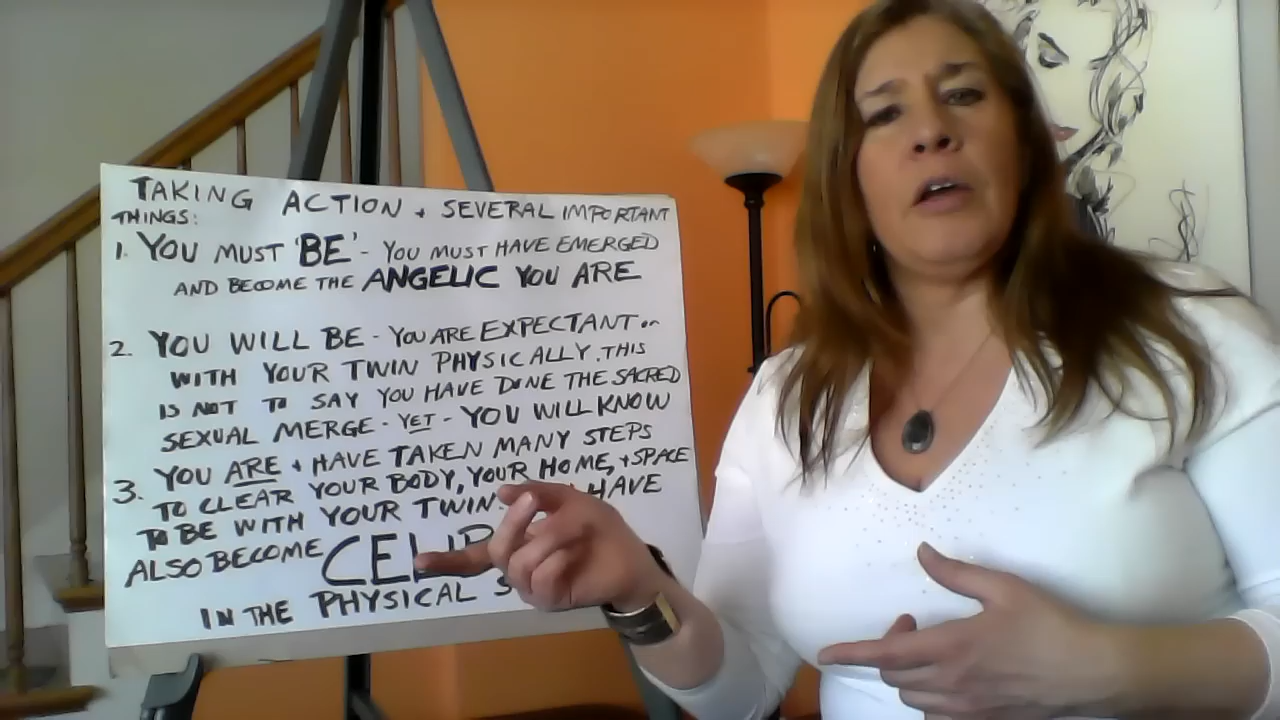 TAKING ACTION + SEVERAL IMPORTANT
THINGS:
1. YOU MUST 'BE' - YOU MUST HAVE EMERGED
AND BECOME THE ANGELIC YOU ARE
2. YOU WILL BE - YOU ARE EXPECTANT
WITH YOUR TWIN PHYSICALLY. THIS
IS NOT TO SAY YOU HAVE DONE THE SACRED
SEXUAL MERGE - YET - YOU WILL KNOW
3. YOU ARE + HAVE TAKEN MANY STEPS
TO CLEAR YOUR BODY, YOUR HOME, + SPACE
TO BE WITH YOUR TWIN. HAVE
ALSO BECOME
IN THE PHYSICAL